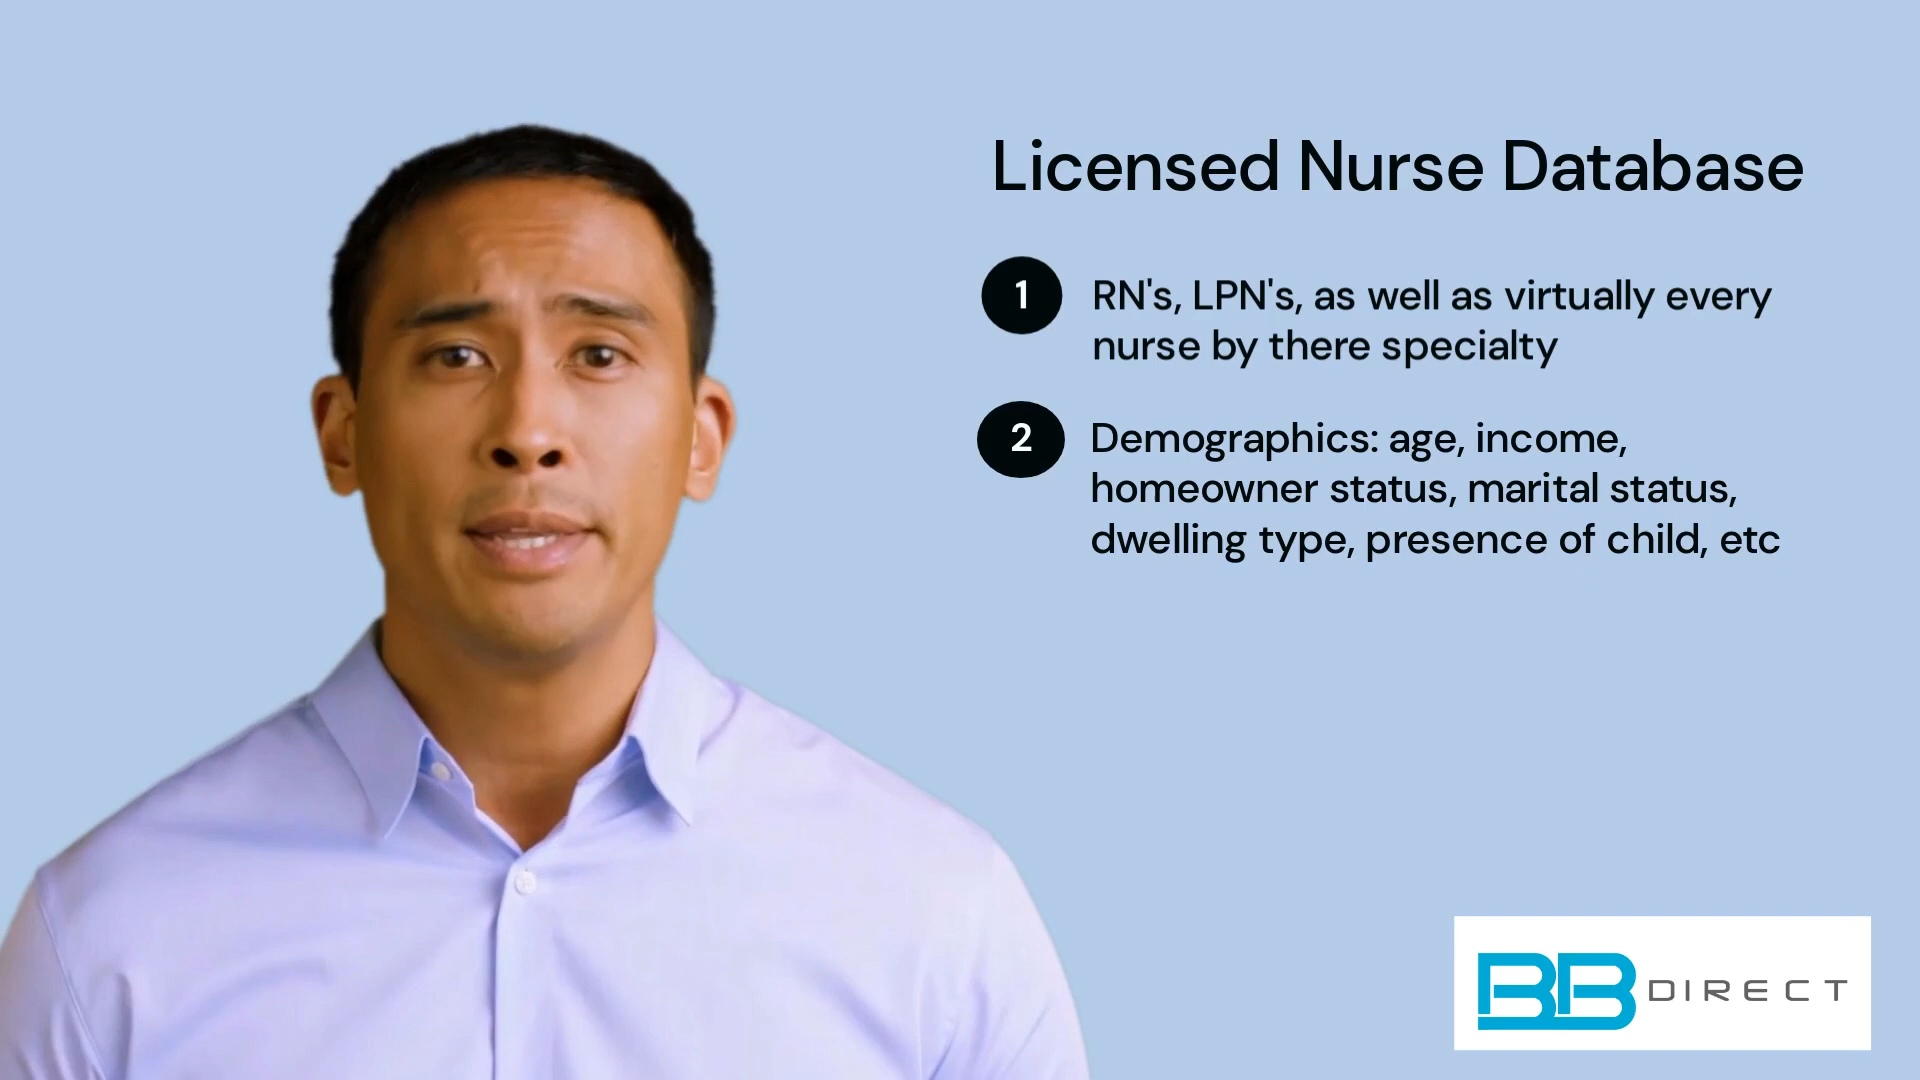 Licensed Nurse Database
1
RN's, LPN's, as well as virtually every
nurse by there specialty
2
Demographics: age, income,
homeowner status, marital status,
dwelling type, presence of child, etc
BB DIRECT